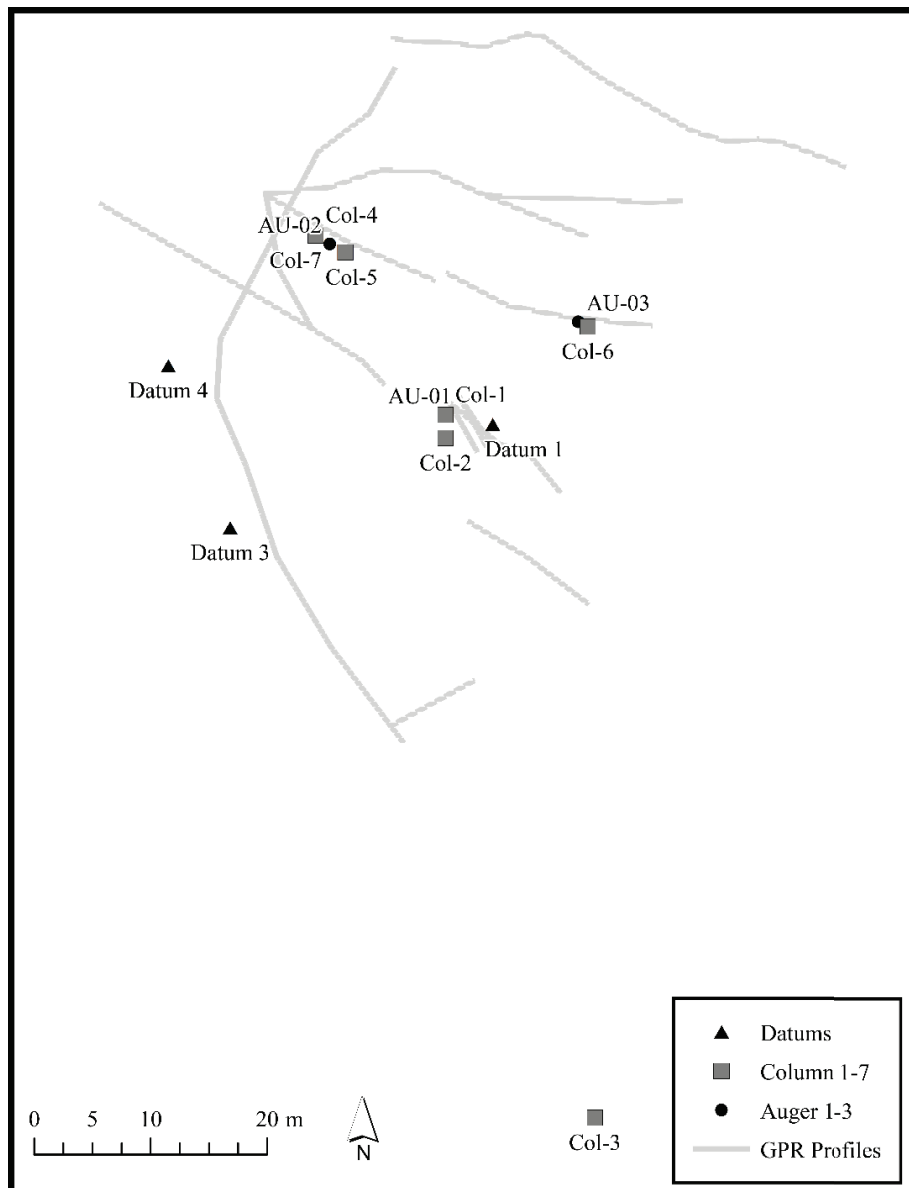 Col-4
AU-02
Col-7
Col-5
AU-03
Col-6
Datum 4
AU-01 Col-1
Datum 1
Col-2
Datum 3
Datums
Column 1-7
Auger 1-3
GPR Profiles
0 5 10 20 m
N
Col-3